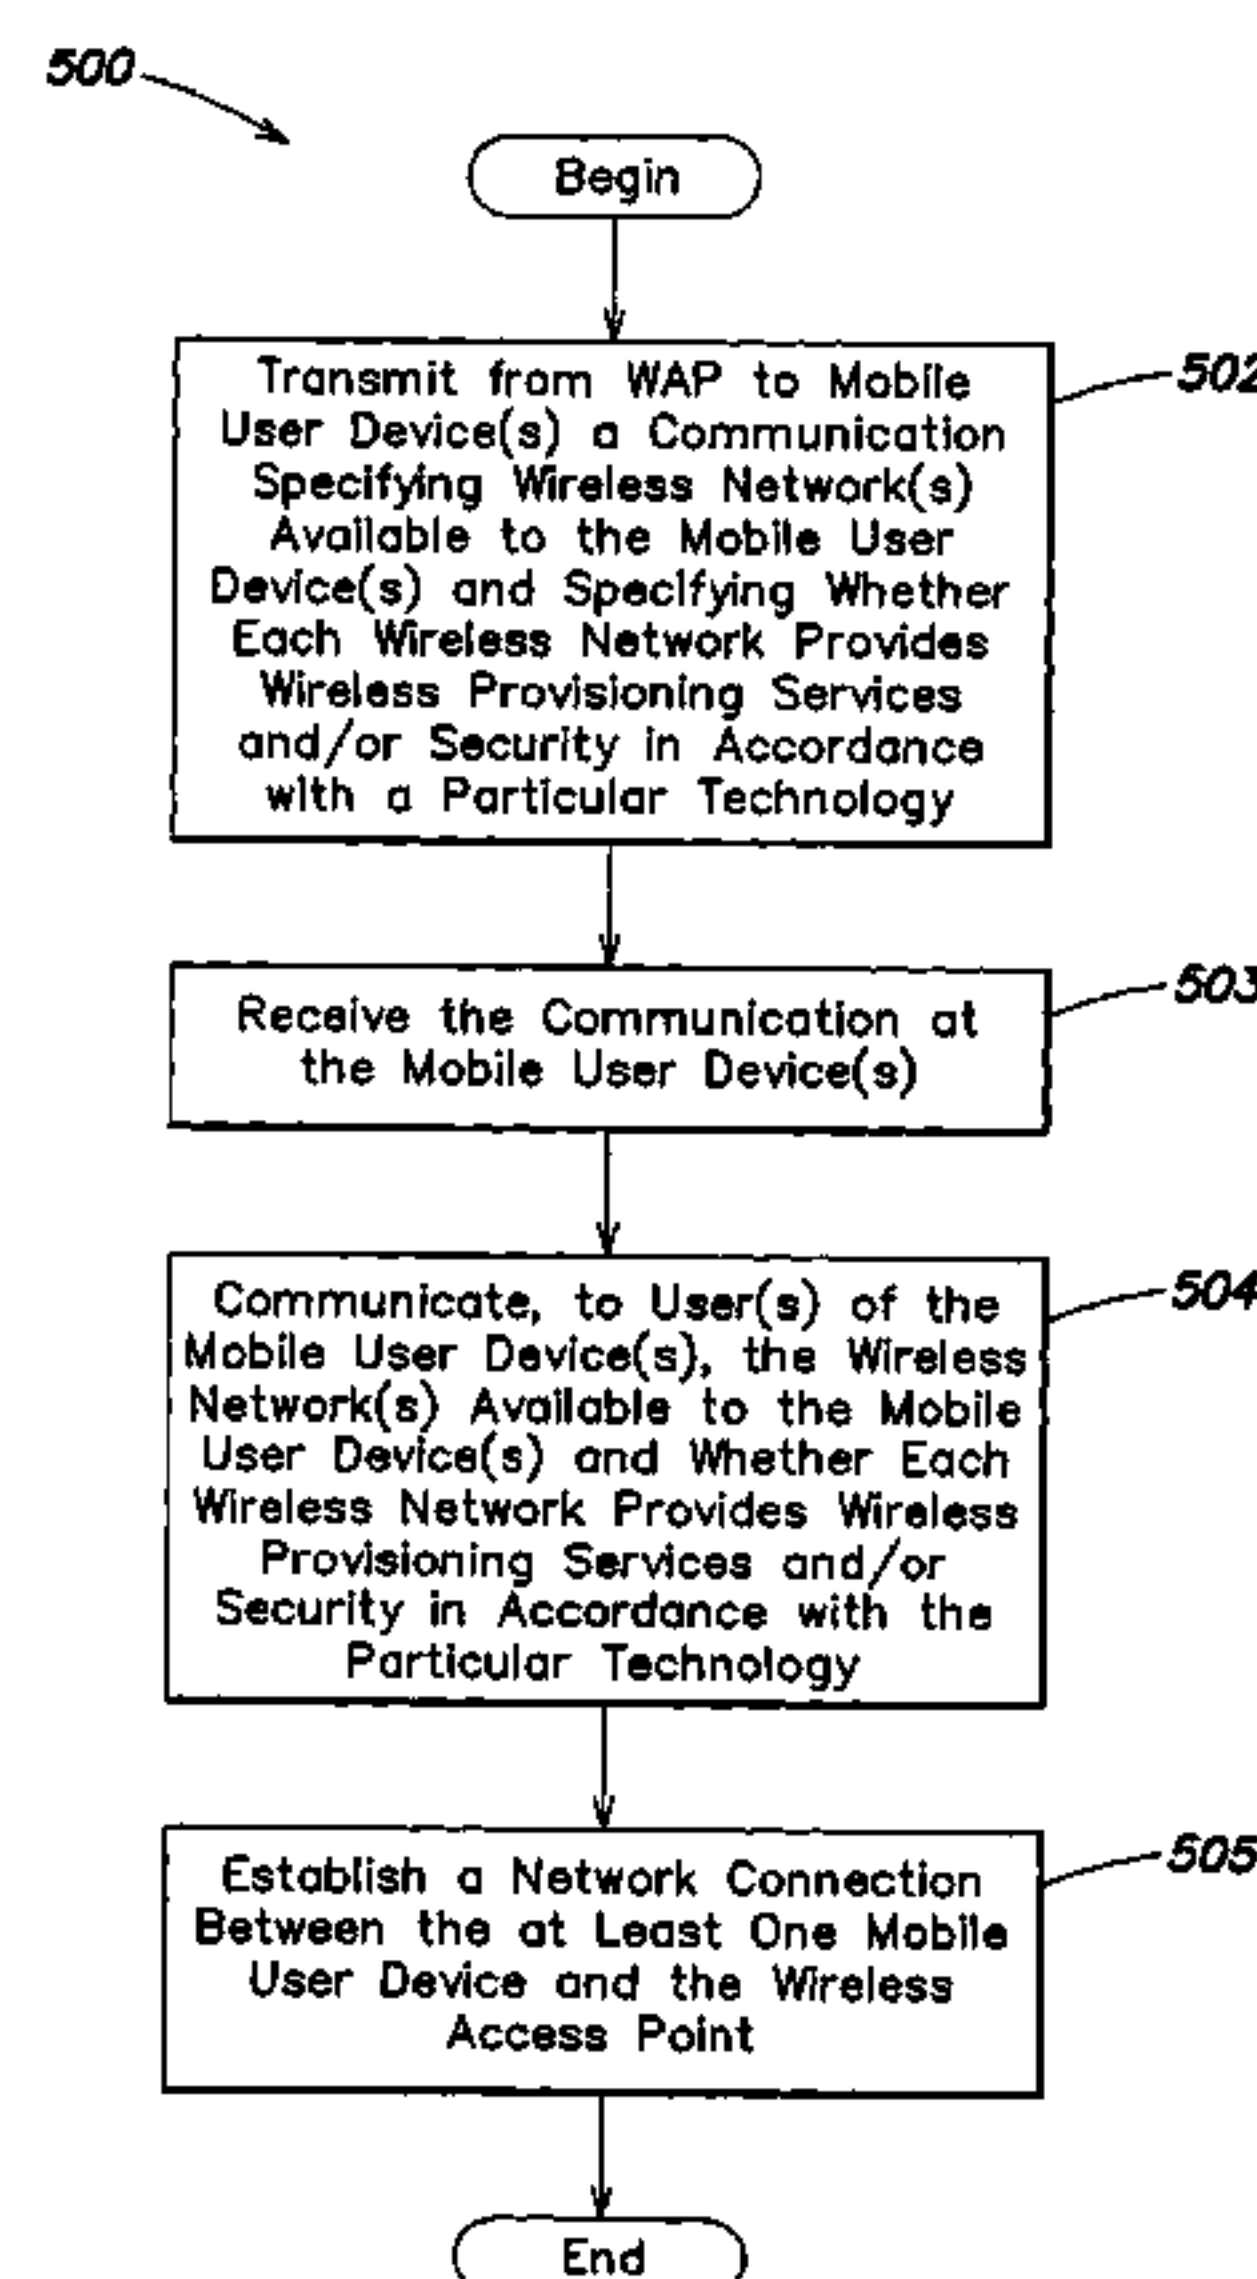 500
Begin
Transmit from WAP to Mobile
User Device(s) a Communication
Specifying Wireless Network(s)
Available to the Mobile User
Device(s) and Specifying Whether
Each Wireless Network Provides
Wireless Provisioning Services
and/or Security in Accordance
with a Particular Technology
502
Receive the Communication at
the Mobile User Device(s)
503
Communicate, to User(s) of the
Mobile User Device(s), the Wireless
Network(s) Available to the Mobile
User Device(s) and Whether Each
Wireless Network Provides Wireless
Provisioning Services and/or
Security in Accordance with the
Particular Technology
504
Establish a Network Connection
Between the at Least One Mobile
User Device and the Wireless
Access Point
505
End